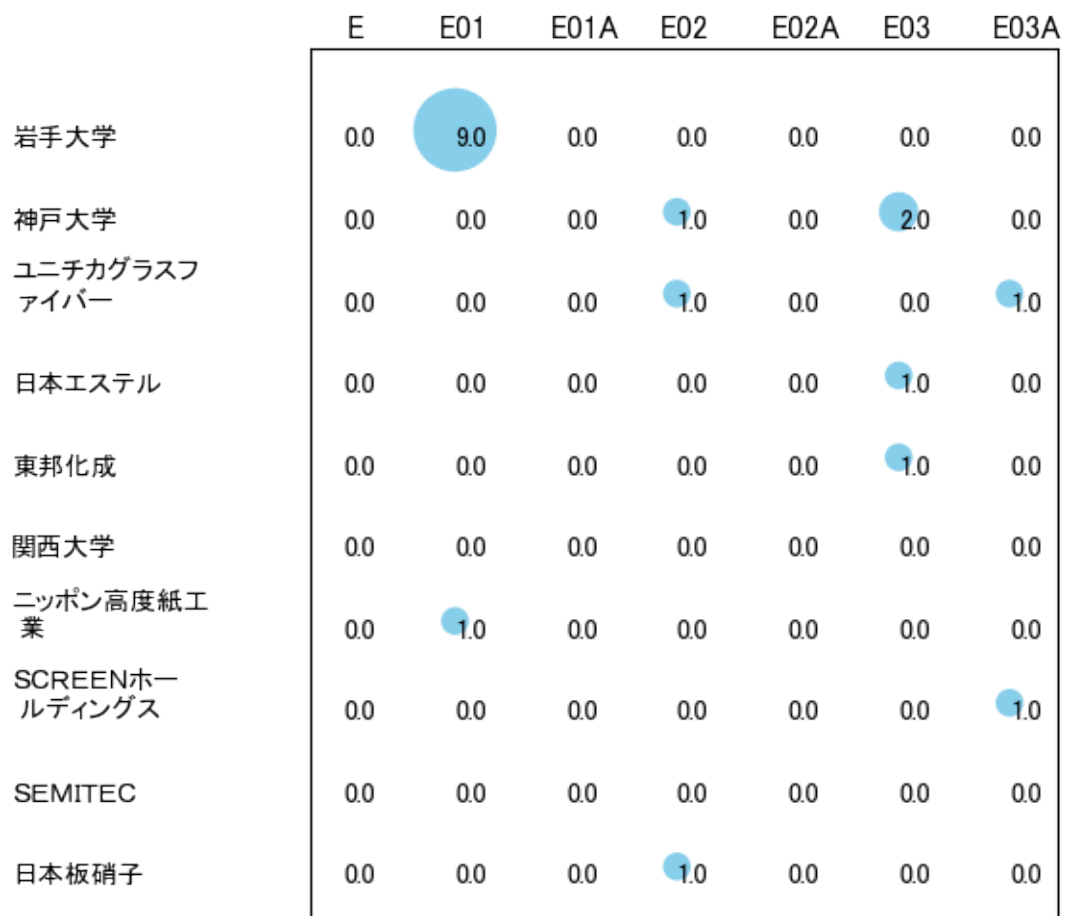 E E01 E01A E02 E02A E03 E03A
岩手大学 0.0 9.0 0.0 0.0 0.0 0.0 0.0
神戸大学 0.0 0.0 0.0 1.0 0.0 2.0 0.0
ユニチカグラスフ
ァイバー 0.0 0.0 0.0 1.0 0.0 0.0 1.0
日本エステル 0.0 0.0 0.0 0.0 0.0 1.0 0.0
東邦化成 0.0 0.0 0.0 0.0 0.0 1.0 0.0
関西大学 0.0 0.0 0.0 0.0 0.0 0.0 0.0
ニッポン高度紙工
業 0.0 1.0 0.0 0.0 0.0 0.0 0.0
SCREENホー
ルディングス 0.0 0.0 0.0 0.0 0.0 0.0 1.0
SEMITEC 0.0 0.0 0.0 0.0 0.0 0.0 0.0
日本板硝子 0.0 0.0 0.0 1.0 0.0 0.0 0.0